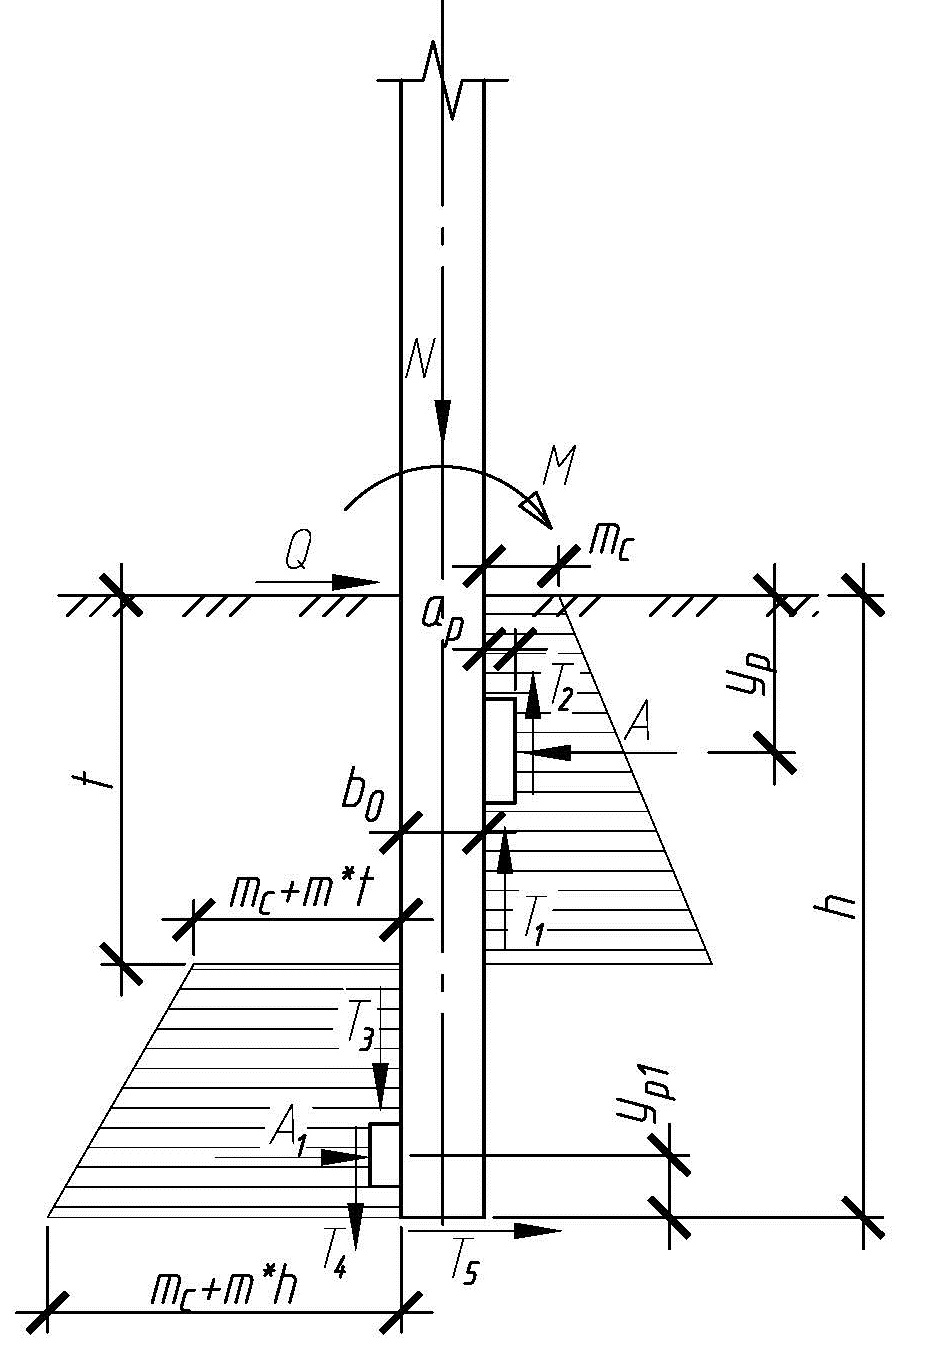 N
M
Q
m_c
a_p
T_2
y_p
A
t
b_0
m_c+m*t
T_1
h
T_3
y_p1
A_1
T_4
T_5
m_c+m*h